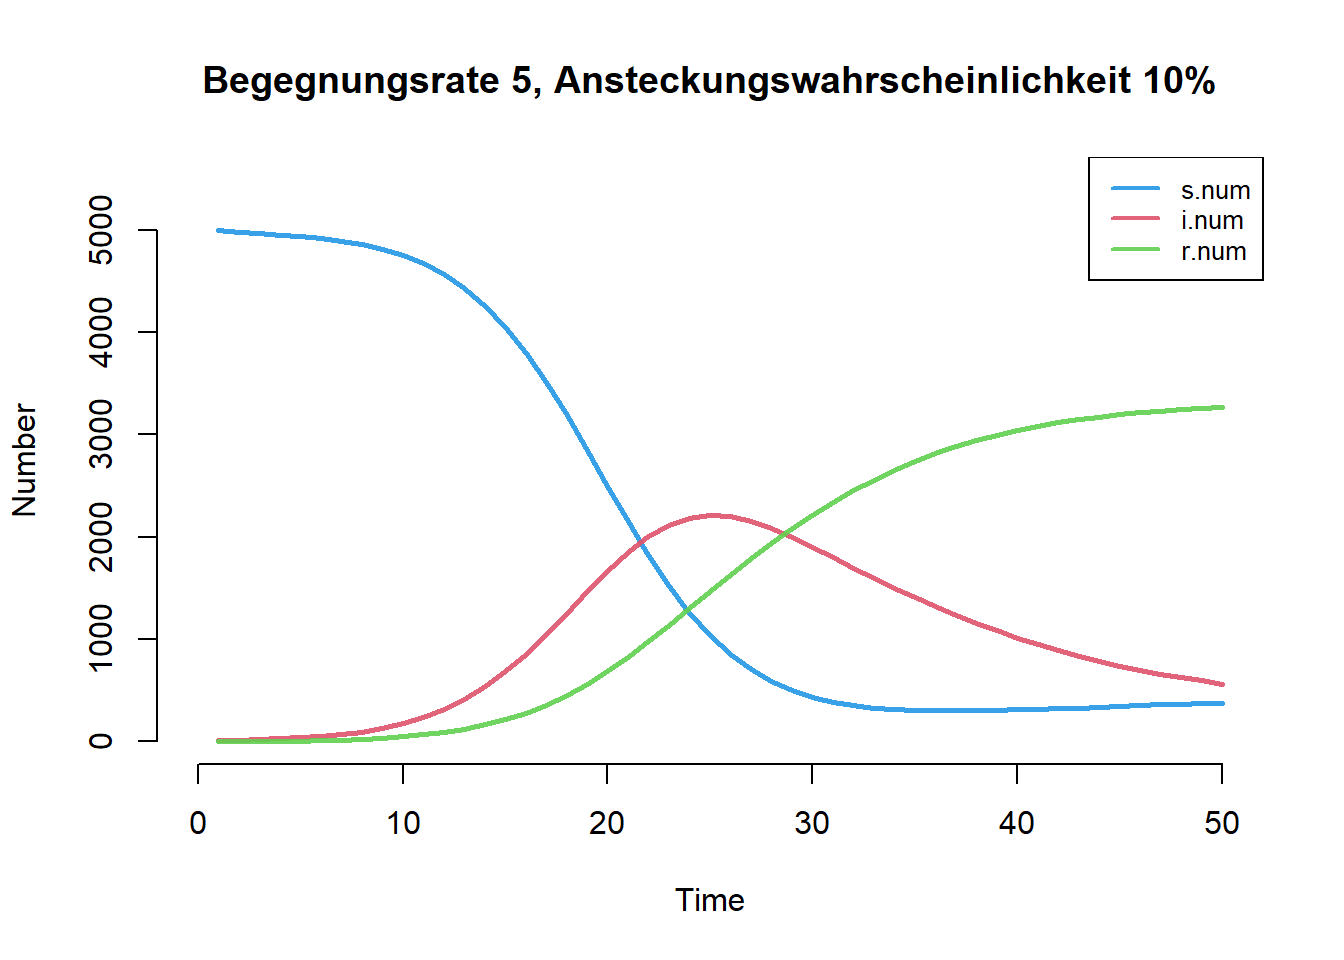 Begegnungsrate 5, Ansteckungswahrscheinlichkeit 10%
s.num
i.num
r.num
5000
4000
3000
2000
1000
0
Number
0 10 20 30 40 50
Time